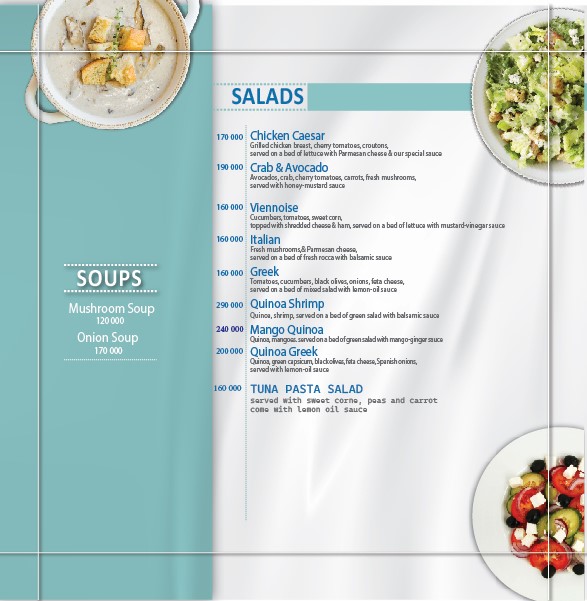 SALADS
170 000 Chicken Caesar
Grilled chicken breast, cherry tomatoes, croutons,
served on a bed of lettuce with Parmesan cheese & our special sauce
190 000 Crab & Avocado
Avocados, crab, cherry tomatoes, carrots, fresh mushrooms,
served with honey-mustard sauce
160 000 Viennoise
Cucumbers, tomatoes, sweet corn,
topped with shredded cheese & ham, served on a bed of lettuce with mustard-vinegar sauce
160 000 Italian
Fresh mushrooms,& Parmesan cheese,
served on a bed of fresh rocca with balsamic sauce
160 000 Greek
Tomatoes, cucumbers, black olives, onions, feta cheese,
served on a bed of mixed salad with lemon-oil sauce
290 000 Quinoa Shrimp
Quinoe, shrimp, served on a bed of green salad with balsamic sauce
240 000 Mango Quinoa
Quinoa, mangoes. served on a bed of green salad with mango-ginger sauce
200 000 Quinoa Greek
Quinoa, green capsicum, black olives, feta cheese, Spanish onions,
served with lemon-oil sauce
160 000 TUNA PASTA SALAD
served with sweet corne, peas and carrot
come with lemon oil sauce
SOUPS
Mushroom Soup
120 000
Onion Soup
170 000